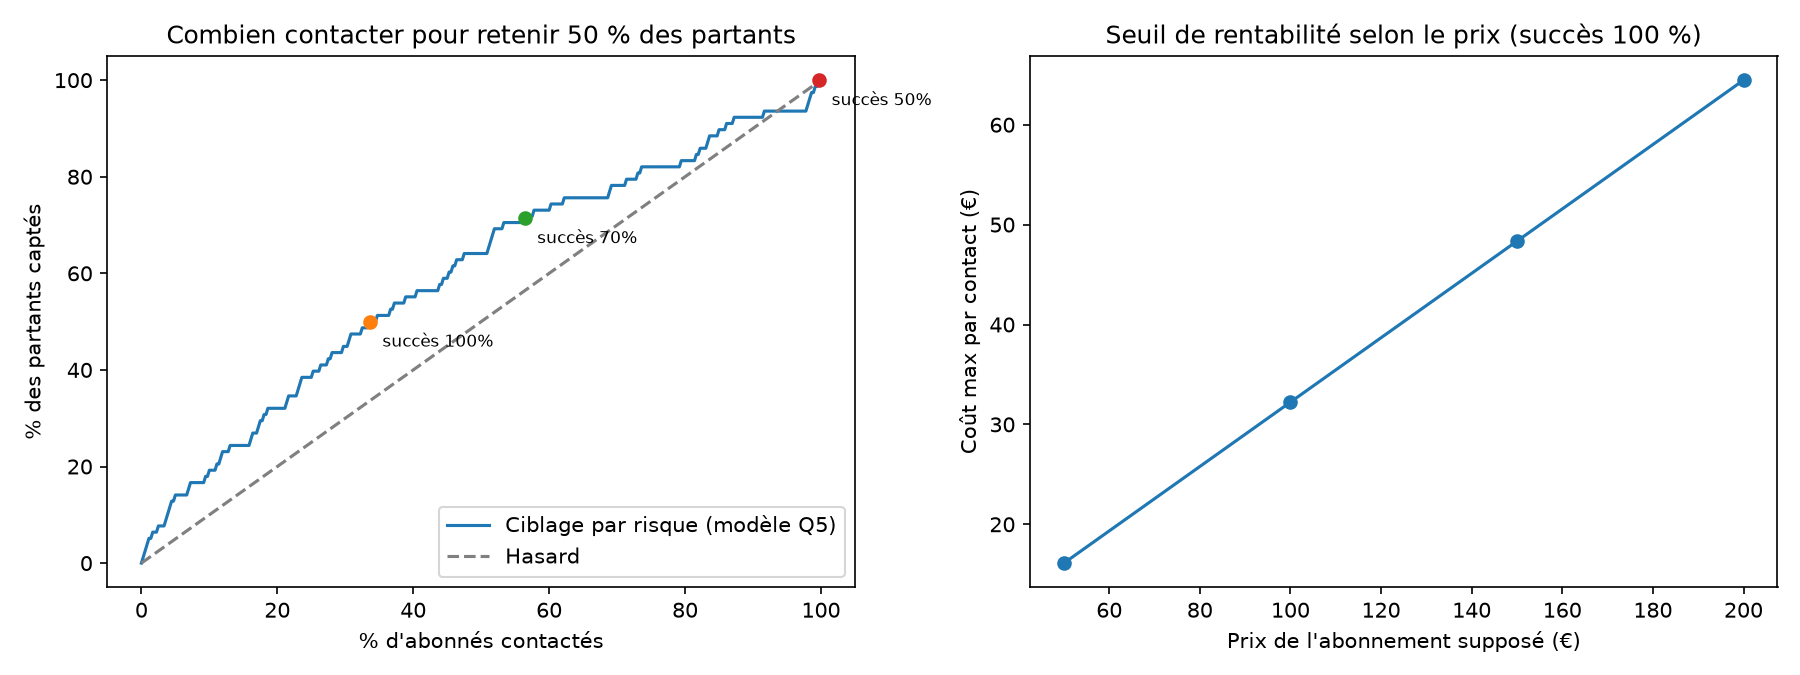 Combien contacter pour retenir 50 % des partants
% des partants captés
100
80
60
40
20
0
succès 50%
succès 70%
succès 100%
Ciblage par risque (modèle Q5)
Hasard
0 20 40 60 80 100
% d'abonnés contactés
Seuil de rentabilité selon le prix (succès 100 %)
Coût max par contact (€)
60
50
40
30
20
60 80 100 120 140 160 180 200
Prix de l'abonnement supposé (€)